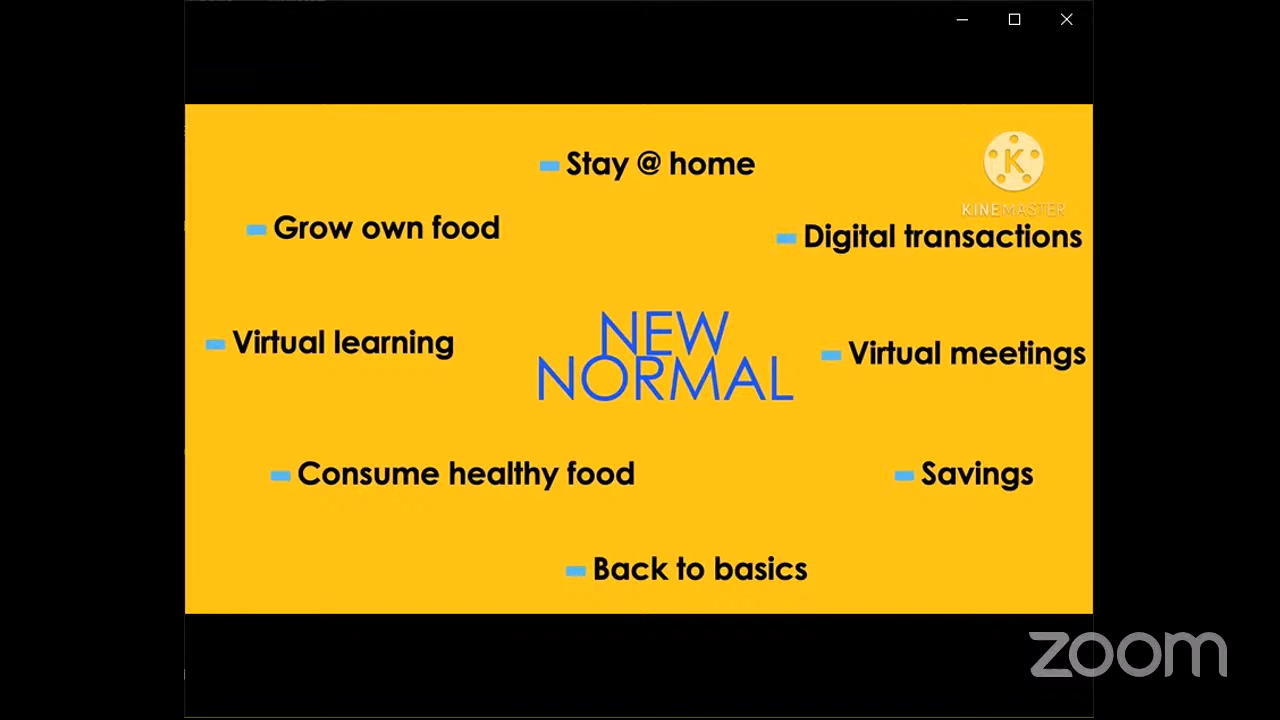 Stay @ home
KINEMASTER
Grow own food
Digital transactions
Virtual learning
NEW
NORMAL
Virtual meetings
Consume healthy food
Savings
Back to basics
zoom